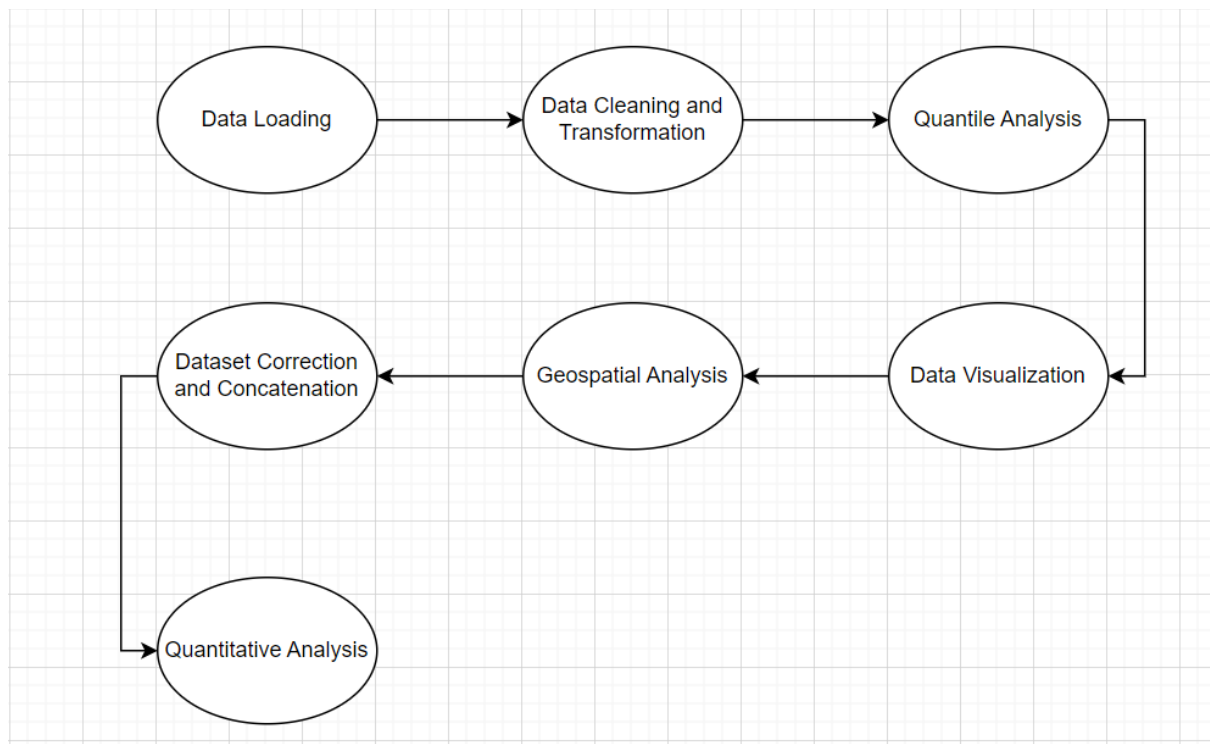 Data Loading
Data Cleaning and
Transformation
Quantile Analysis
Dataset Correction
and Concatenation
Geospatial Analysis
Data Visualization
Quantitative Analysis